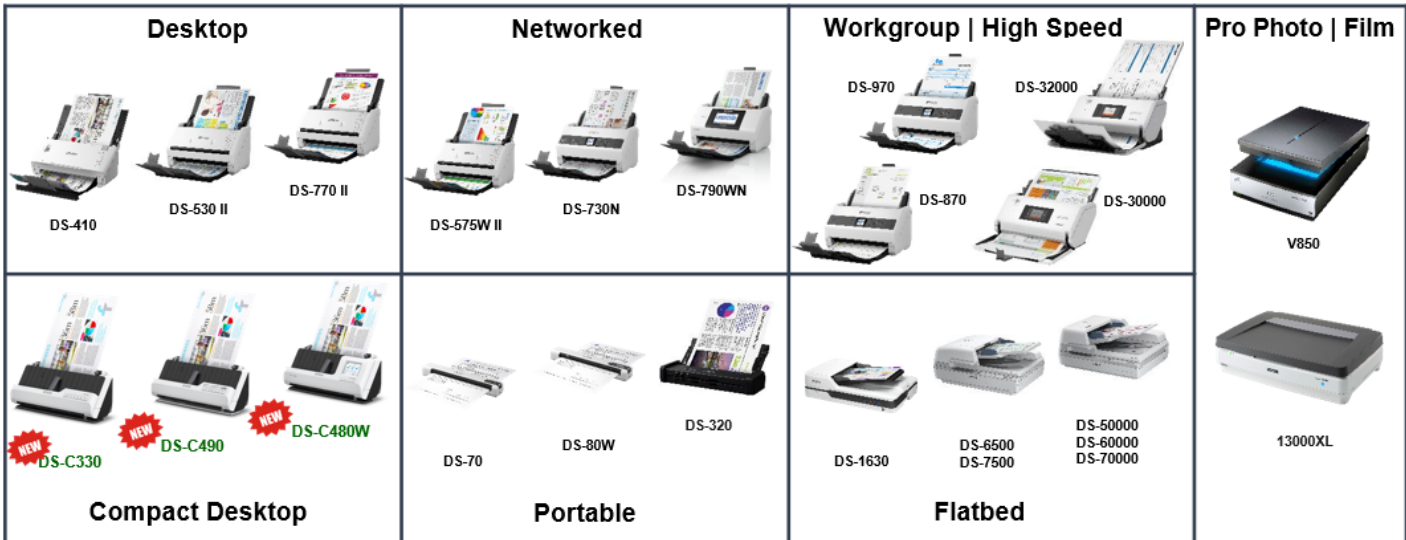 Desktop
DS-410
DS-530 II
DS-770 II
Networked
DS-575W II
DS-730N
DS-790WN
Workgroup | High Speed
DS-970
DS-32000
DS-870
DS-30000
Pro Photo | Film
V850
13000XL
NEW
DS-C330
NEW
DS-C490
NEW
DS-C480W
Compact Desktop
DS-70
DS-80W
DS-320
Portable
DS-1630
DS-6500
DS-7500
DS-50000
DS-60000
DS-70000
Flatbed